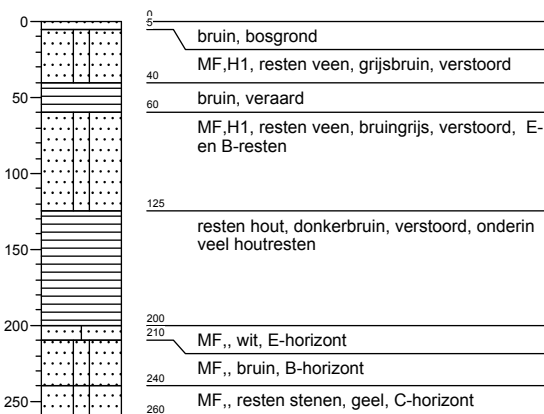 0
0
5
bruin, bosgrond
MF,H1, resten veen, grijsbruin, verstoord
40
50
bruin, veraard
60
MF,H1, resten veen, bruingrijs, verstoord, E-
en B-resten
100
125
resten hout, donkerbruin, verstoord, onderin
veel houtresten
150
200
200
210
MF,, wit, E-horizont
MF,, bruin, B-horizont
240
250
MF,, resten stenen, geel, C-horizont
260